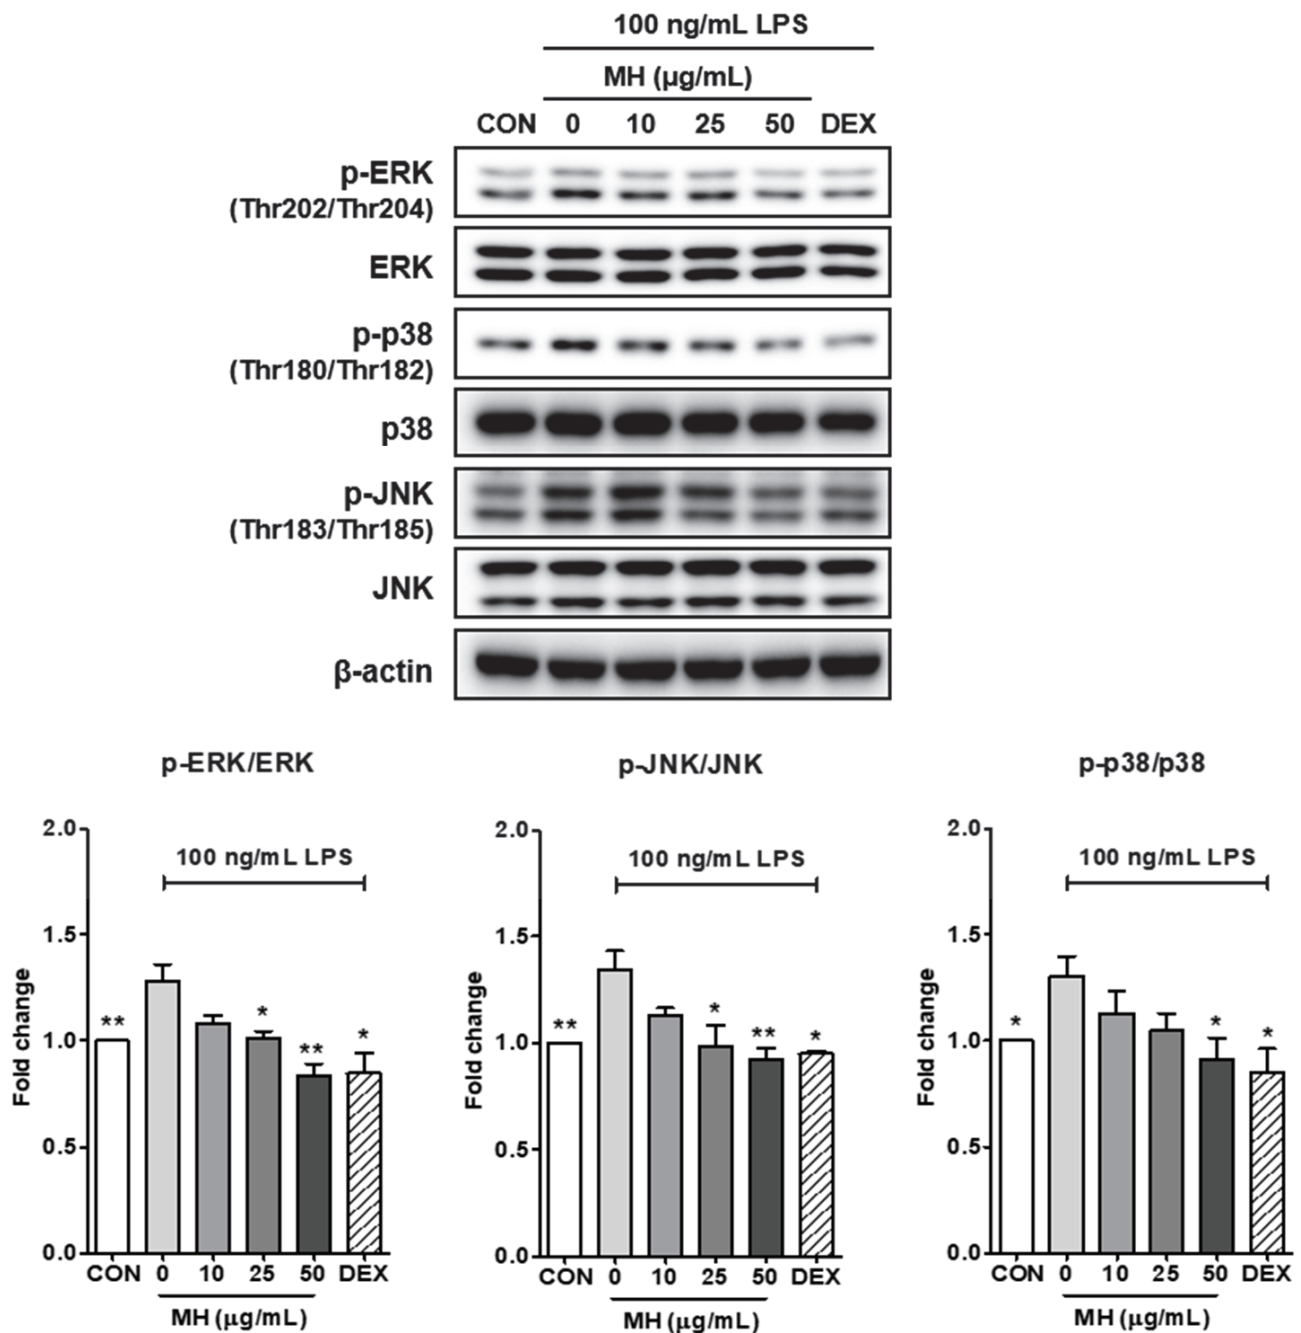 100 ng/mL LPS
MH (µg/mL)
CON 0 10 25 50 DEX
p-ERK
(Thr202/Thr204)
ERK
p-p38
(Thr180/Thr182)
p38
p-JNK
(Thr183/Thr185)
JNK
β-actin
p-ERK/ERK
2.0
1.5
1.0
0.5
0.0
Fold change
100 ng/mL LPS
** * ** *
CON 0 10 25 50 DEX
MH (µg/mL)
p-JNK/JNK
2.0
1.5
1.0
0.5
0.0
Fold change
100 ng/mL LPS
** * ** *
CON 0 10 25 50 DEX
MH (µg/mL)
p-p38/p38
2.0
1.5
1.0
0.5
0.0
Fold change
100 ng/mL LPS
* * *
CON 0 10 25 50 DEX
MH (µg/mL)